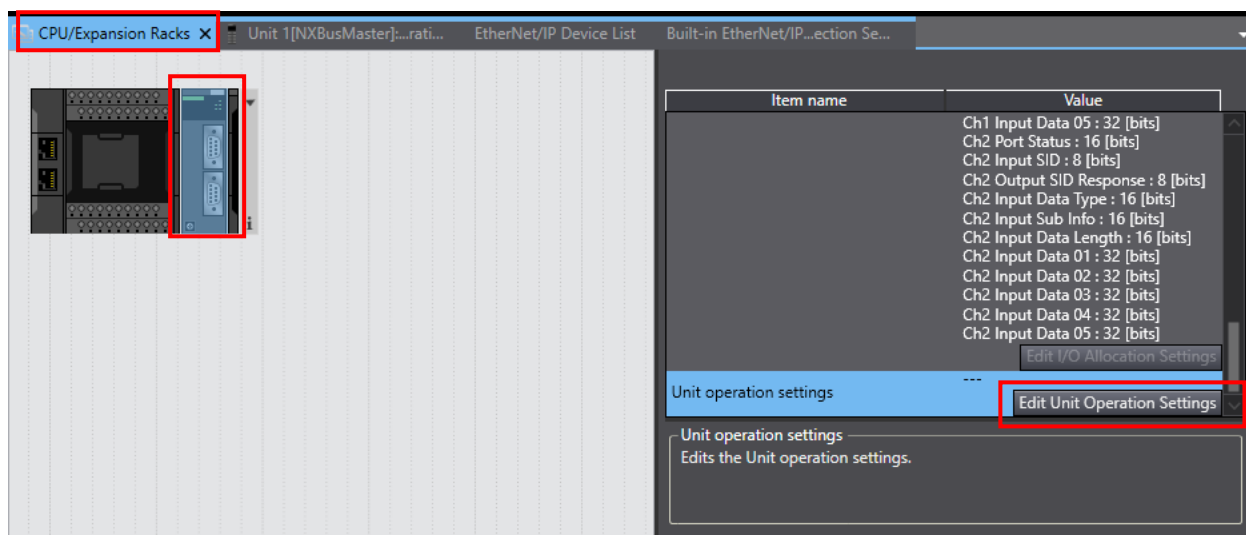 CPU/Expansion Racks X
Unit 1[NXBusMaster]:...rati...
EtherNet/IP Device List
Built-in EtherNet/IP...ection Se...
Item name
Value
Ch1 Input Data 05 : 32 [bits]
Ch2 Port Status : 16 [bits]
Ch2 Input SID : 8 [bits]
Ch2 Output SID Response : 8 [bits]
Ch2 Input Data Type : 16 [bits]
Ch2 Input Sub Info : 16 [bits]
Ch2 Input Data Length : 16 [bits]
Ch2 Input Data 01 : 32 [bits]
Ch2 Input Data 02 : 32 [bits]
Ch2 Input Data 03 : 32 [bits]
Ch2 Input Data 04 : 32 [bits]
Ch2 Input Data 05 : 32 [bits]
Edit I/O Allocation Settings
Unit operation settings
---
Edit Unit Operation Settings
Unit operation settings
Edits the Unit operation settings.